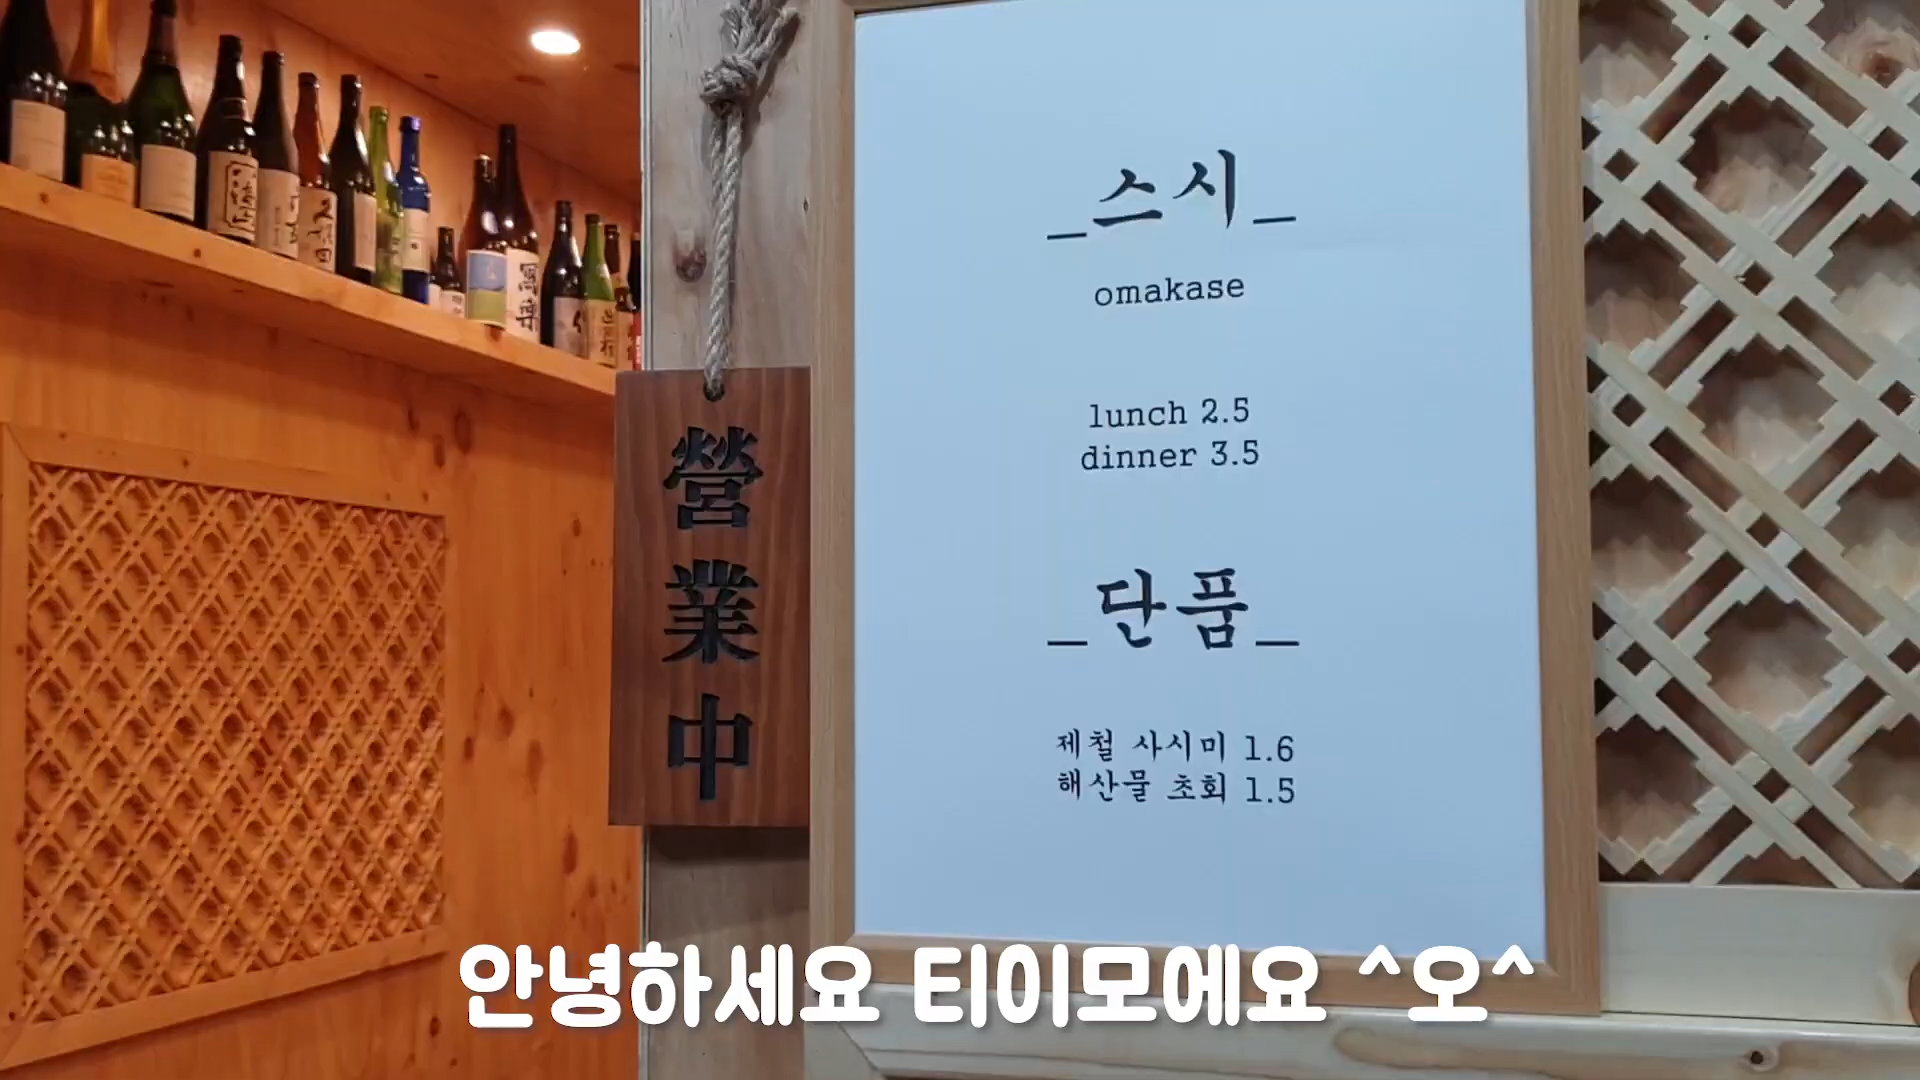 営業中
_스시_
omakase
lunch 2.5
dinner 3.5
_단품_
제철 사시미 1.6
해산물 초회 1.5
안녕하세요 티이모에요 ^오^